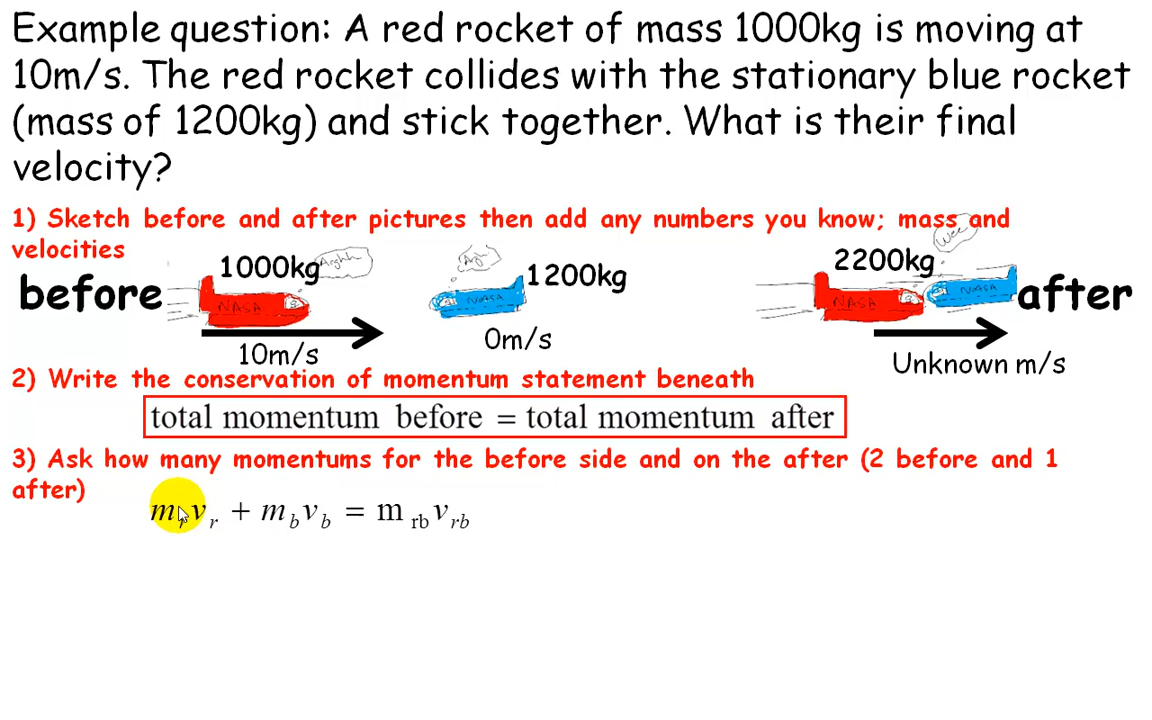 Example question: A red rocket of mass 1000kg is moving at
10m/s. The red rocket collides with the stationary blue rocket
(mass of 1200kg) and stick together. What is their final
velocity?
1) Sketch before and after pictures then add any numbers you know; mass and
velocities
Wee
before
1000kg
Arghh
1200kg
2200kg
after
NASA
NASA
NASA
NASA
10m/s
0m/s
Unknown m/s
2) Write the conservation of momentum statement beneath
total momentum before = total momentum after
3) Ask how many momentums for the before side and on the after (2 before and 1
after)
m_r v_r + m_b v_b = m_rb v_rb